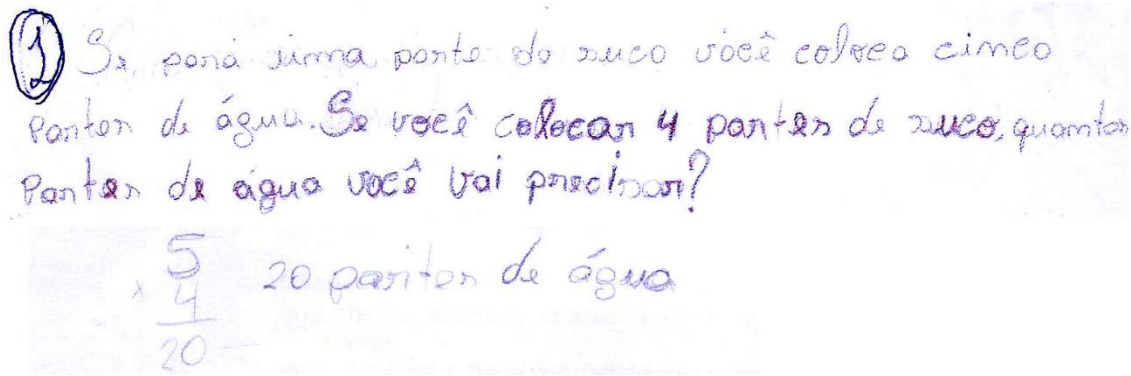 1 Se para uma parte do suco você coloca cinco
Partes de água. Se você colocar 4 partes de suco, quantas
Partes de água você vai precisar?
5
x 4
20
20 partes de água